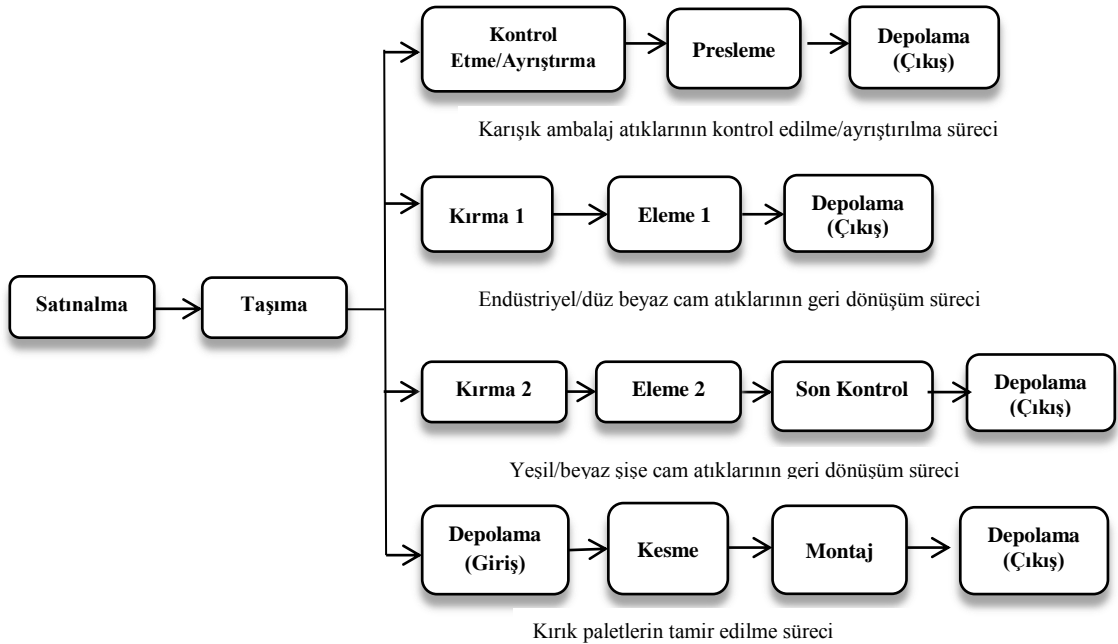 Satınalma
Taşıma
Kontrol
Etme/Ayrıştırma
Presleme
Depolama
(Çıkış)
Karışık ambalaj atıklarının kontrol edilme/ayrıştırılma süreci
Kırma 1
Eleme 1
Depolama
(Çıkış)
Endüstriyel/düz beyaz cam atıklarının geri dönüşüm süreci
Kırma 2
Eleme 2
Son Kontrol
Depolama
(Çıkış)
Yeşil/beyaz şişe cam atıklarının geri dönüşüm süreci
Depolama
(Giriş)
Kesme
Montaj
Depolama
(Çıkış)
Kırık paletlerin tamir edilme süreci